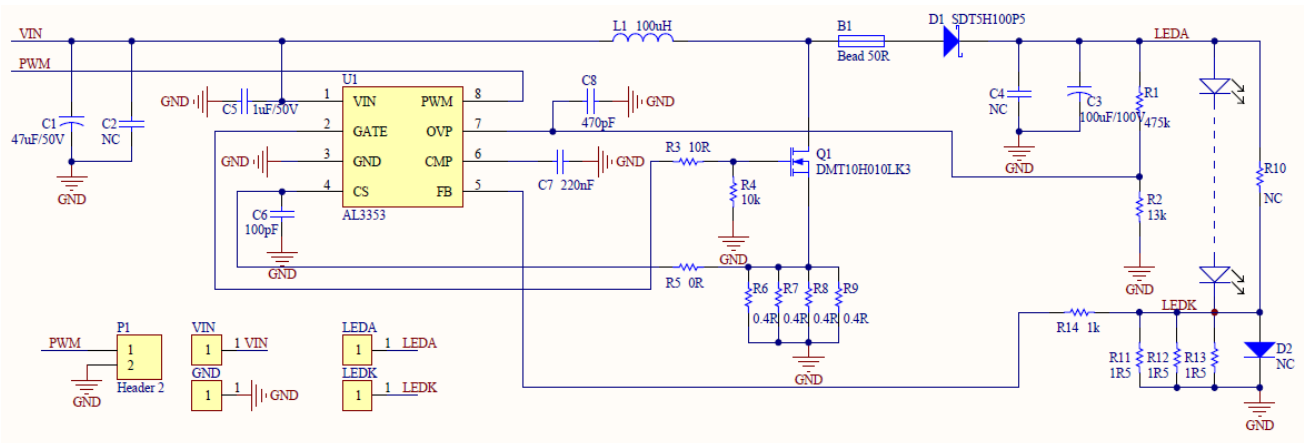 VIN
L1 100uH
B1
Bead 50R
D1 SDT5H100P5
LEDA
PWM
C1
47uF/50V
C2
NC
GND
GND
C5 1uF/50V
U1
1 VIN PWM 8
2 GATE OVP 7
3 GND CMP 6
4 CS FB 5
AL3353
GND
C6
100pF
GND
C8
470pF
GND
C7 220nF
GND
R3 10R
R4
10k
GND
Q1
DMT10H010LK3
R5 0R
R6
0.4R
R7
0.4R
R8
0.4R
R9
0.4R
GND
C4
NC
C3
100uF/100V
GND
R1
475k
R2
13k
GND
R10
NC
LEDK
R14 1k
R11
1R5
R12
1R5
R13
1R5
D2
NC
GND
P1
PWM
1
2
Header 2
GND
VIN
1 1 VIN
GND
1 1 GND
LEDA
1 1 LEDA
LEDK
1 1 LEDK